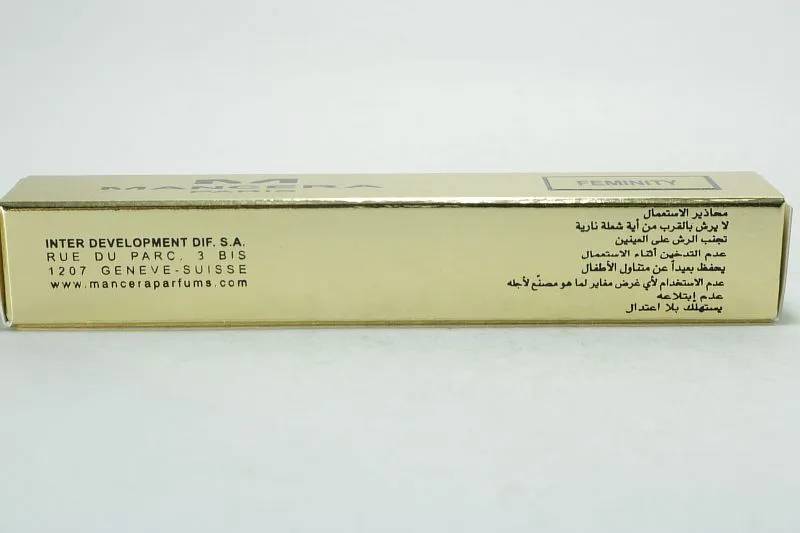 M
MANCERA
PARIS
FEMINITY
INTER DEVELOPMENT DIF. S.A.
RUE DU PARC, 3 BIS
1207 GENEVE-SUISSE
www.manceraparfums.com
محاذير الاستعمال
لا يرش بالقرب من أية شعلة نارية
تجنب الرش على العينين
عدم التدخين أثناء الاستعمال
يحفظ بعيداً عن متناول الأطفال
عدم الاستخدام لأي غرض مغاير لما هو مصنّع لأجله
عدم إبتلاعه
يستهلك بلا اعتدال